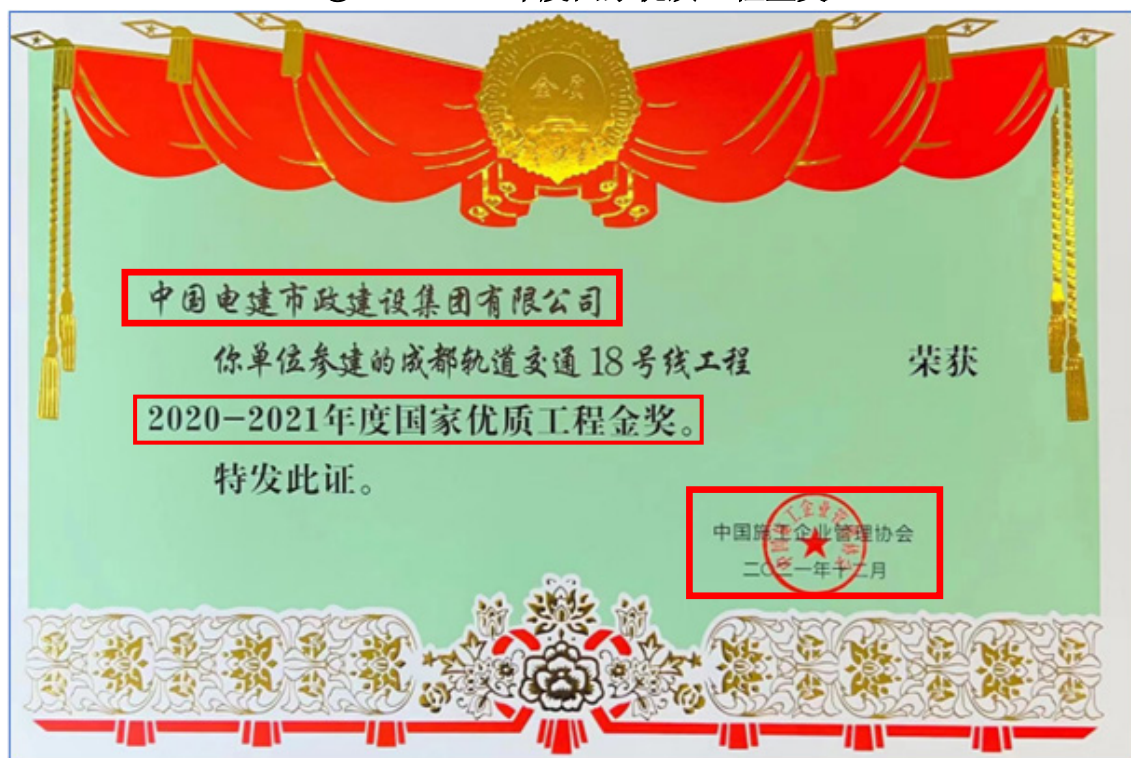 金质
中国电建市政建设集团有限公司
你单位参建的成都轨道交通18号线工程 荣获
2020-2021年度国家优质工程金奖。
特发此证。
中国施工企业管理协会
二〇二一年十二月